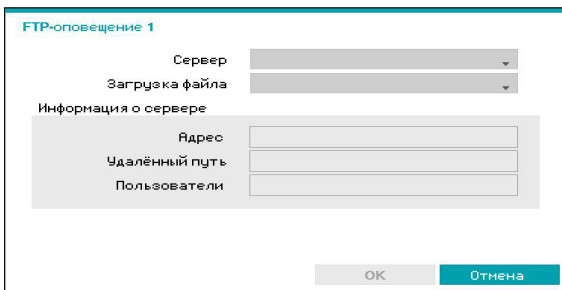 FTP-оповещение 1
Сервер
Загрузка файла
Информация о сервере
Адрес
Удалённый путь
Пользователи
OK Отмена